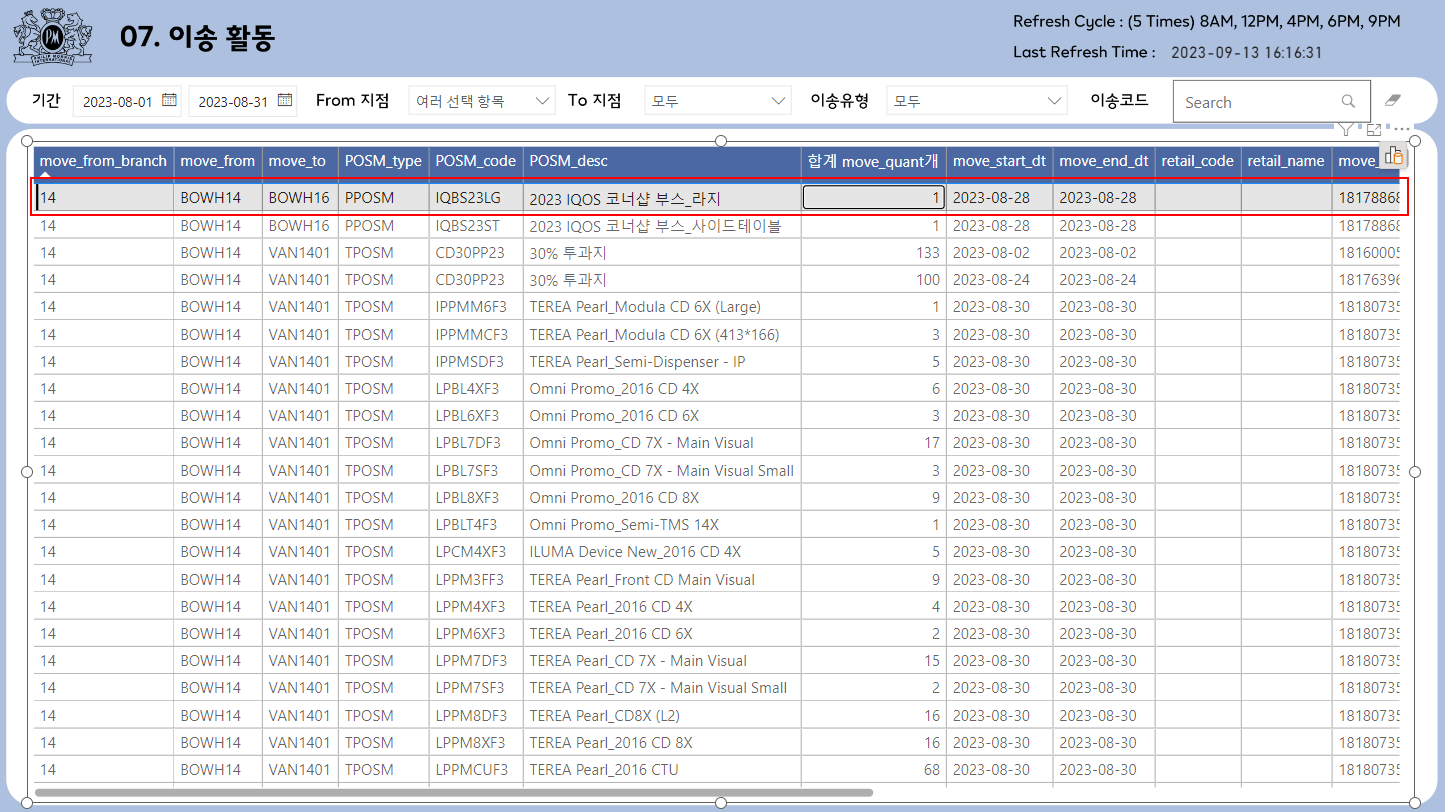 07. 이송 활동
Refresh Cycle : (5 Times) 8AM, 12PM, 4PM, 6PM, 9PM
Last Refresh Time : 2023-09-13 16:16:31
기간 2023-08-01 2023-08-31 From 지점 여러 선택 항목 To 지점 모두 이송유형 모두 이송코드 Search
move_from_branch move_from move_to POSM_type POSM_code POSM_desc 합계 move_quant개 move_start_dt move_end_dt retail_code retail_name move_
14 BOWH14 BOWH16 PPOSM IQBS23LG 2023 IQOS 코너샵 부스_라지 1 2023-08-28 2023-08-28 18178868
14 BOWH14 BOWH16 PPOSM IQBS23ST 2023 IQOS 코너샵 부스_사이드테이블 1 2023-08-28 2023-08-28 18178868
14 BOWH14 VAN1401 TPOSM CD30PP23 30% 투과지 133 2023-08-02 2023-08-02 18160005
14 BOWH14 VAN1401 TPOSM CD30PP23 30% 투과지 100 2023-08-24 2023-08-24 18176396
14 BOWH14 VAN1401 TPOSM IPPMM6F3 TEREA Pearl_Modula CD 6X (Large) 1 2023-08-30 2023-08-30 18180735
14 BOWH14 VAN1401 TPOSM IPPMMCF3 TEREA Pearl_Modula CD 6X (413*166) 3 2023-08-30 2023-08-30 18180735
14 BOWH14 VAN1401 TPOSM IPPMSDF3 TEREA Pearl_Semi-Dispenser - IP 5 2023-08-30 2023-08-30 18180735
14 BOWH14 VAN1401 TPOSM LPBL4XF3 Omni Promo_2016 CD 4X 6 2023-08-30 2023-08-30 18180735
14 BOWH14 VAN1401 TPOSM LPBL6XF3 Omni Promo_2016 CD 6X 3 2023-08-30 2023-08-30 18180735
14 BOWH14 VAN1401 TPOSM LPBL7DF3 Omni Promo_CD 7X - Main Visual 17 2023-08-30 2023-08-30 18180735
14 BOWH14 VAN1401 TPOSM LPBL7SF3 Omni Promo_CD 7X - Main Visual Small 3 2023-08-30 2023-08-30 18180735
14 BOWH14 VAN1401 TPOSM LPBL8XF3 Omni Promo_2016 CD 8X 9 2023-08-30 2023-08-30 18180735
14 BOWH14 VAN1401 TPOSM LPBLT4F3 Omni Promo_Semi-TMS 14X 1 2023-08-30 2023-08-30 18180735
14 BOWH14 VAN1401 TPOSM LPCM4XF3 ILUMA Device New_2016 CD 4X 5 2023-08-30 2023-08-30 18180735
14 BOWH14 VAN1401 TPOSM LPPM3FF3 TEREA Pearl_Front CD Main Visual 9 2023-08-30 2023-08-30 18180735
14 BOWH14 VAN1401 TPOSM LPPM4XF3 TEREA Pearl_2016 CD 4X 4 2023-08-30 2023-08-30 18180735
14 BOWH14 VAN1401 TPOSM LPPM6XF3 TEREA Pearl_2016 CD 6X 2 2023-08-30 2023-08-30 18180735
14 BOWH14 VAN1401 TPOSM LPPM7DF3 TEREA Pearl_CD 7X - Main Visual 15 2023-08-30 2023-08-30 18180735
14 BOWH14 VAN1401 TPOSM LPPM7SF3 TEREA Pearl_CD 7X - Main Visual Small 2 2023-08-30 2023-08-30 18180735
14 BOWH14 VAN1401 TPOSM LPPM8DF3 TEREA Pearl_CD8X (L2) 16 2023-08-30 2023-08-30 18180735
14 BOWH14 VAN1401 TPOSM LPPM8XF3 TEREA Pearl_2016 CD 8X 16 2023-08-30 2023-08-30 18180735
14 BOWH14 VAN1401 TPOSM LPPMCUF3 TEREA Pearl_2016 CTU 68 2023-08-30 2023-08-30 18180735